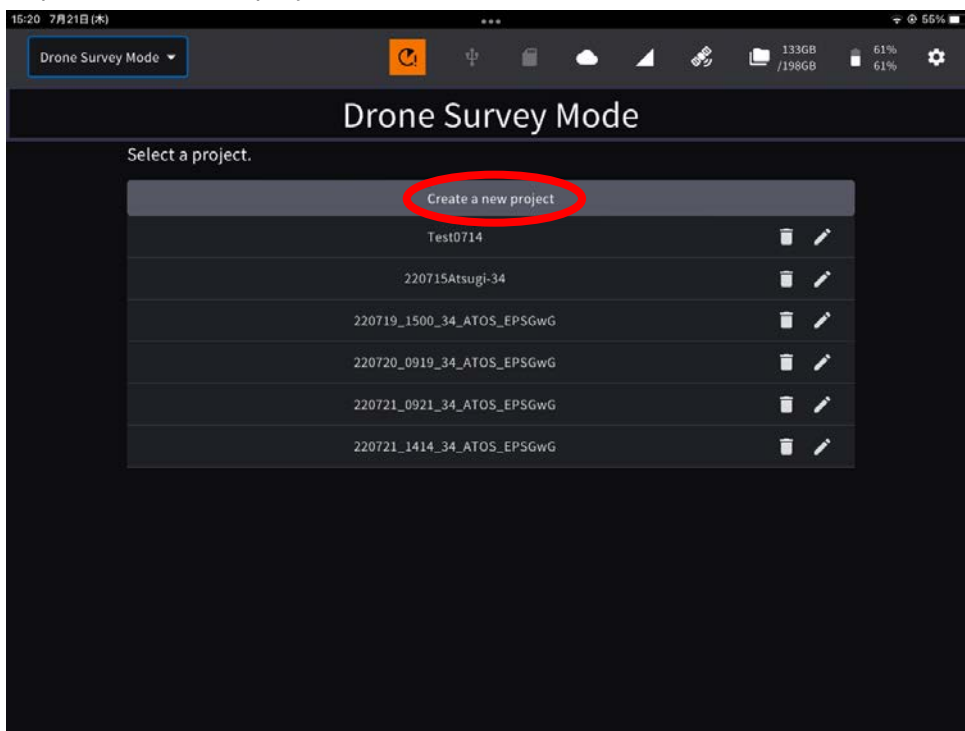 15:20 7月21日(木)
55%
Drone Survey Mode
133GB
/198GB
61%
61%
Drone Survey Mode
Select a project.
Create a new project
Test0714
220715Atsugi-34
220719_1500_34_ATOS_EPSGwG
220720_0919_34_ATOS_EPSGwG
220721_0921_34_ATOS_EPSGwG
220721_1414_34_ATOS_EPSGwG